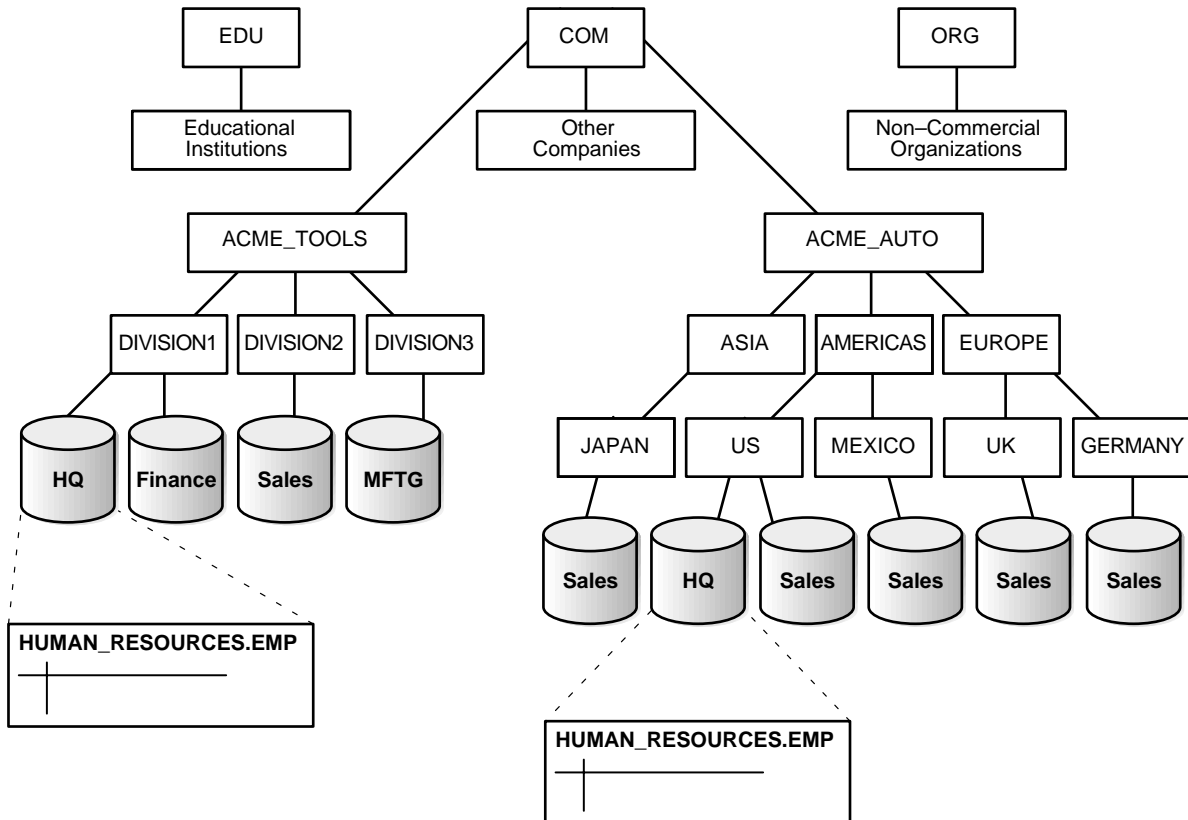 EDU
COM
ORG
Educational
Institutions
Other
Companies
Non–Commercial
Organizations
ACME_TOOLS
ACME_AUTO
DIVISION1
DIVISION2
DIVISION3
ASIA
AMERICAS
EUROPE
HQ
Finance
Sales
MFTG
JAPAN
US
MEXICO
UK
GERMANY
Sales
HQ
Sales
Sales
Sales
Sales
HUMAN_RESOURCES.EMP
HUMAN_RESOURCES.EMP